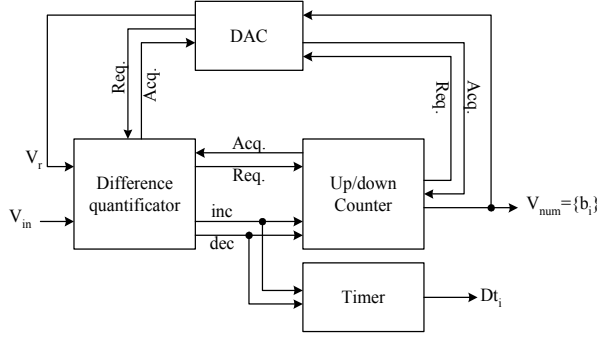 DAC
Req.
Acq.
Req.
Acq.
V_r
V_in
Difference
quantificator
Acq.
Req.
inc
dec
Up/down
Counter
V_num={b_i}
Timer
Dt_i